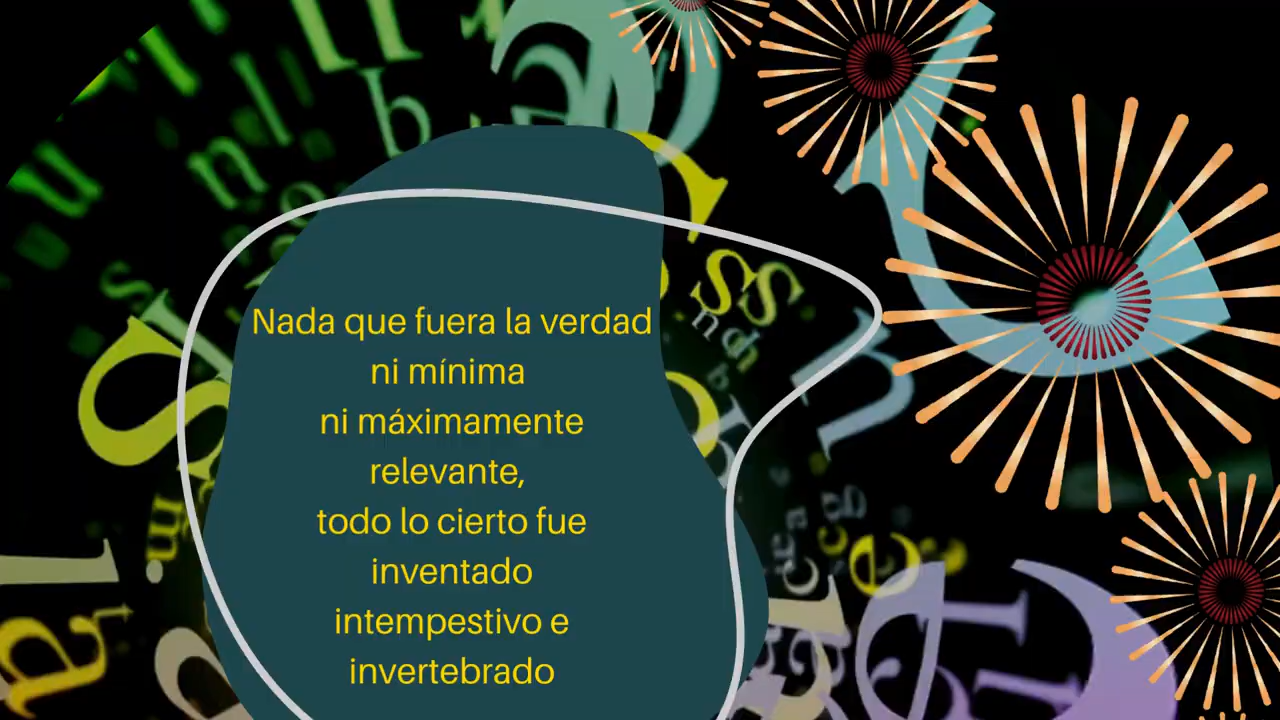 Nada que fuera la verdad
ni mínima
ni máximamente
relevante,
todo lo cierto fue
inventado
intempestivo e
invertebrado